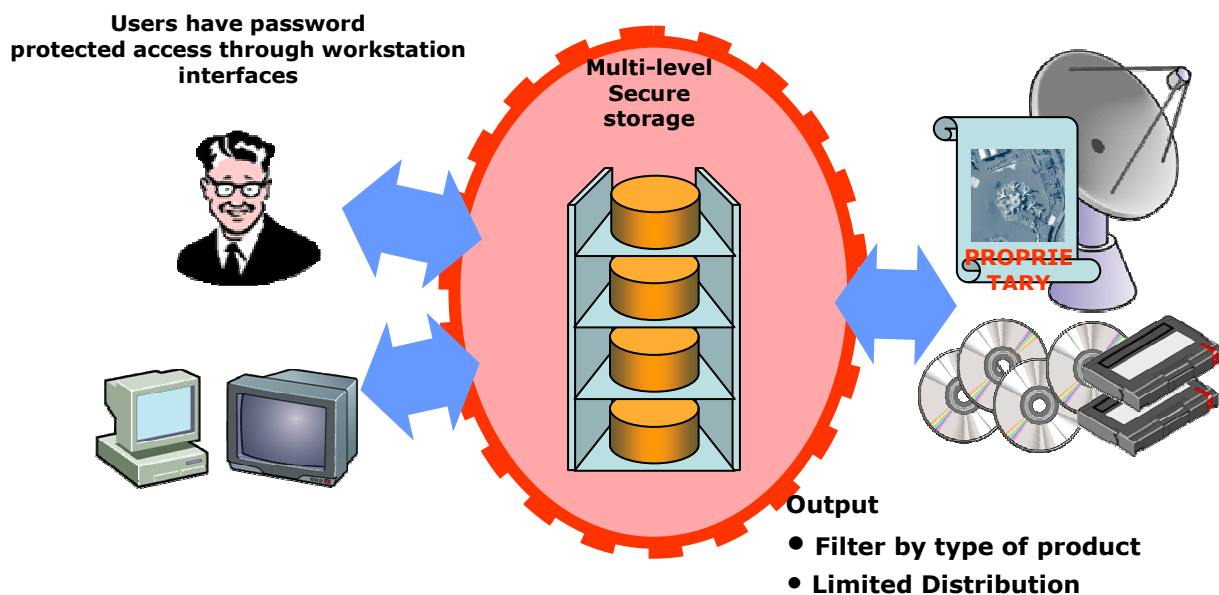 Users have password
protected access through workstation
interfaces
Multi-level
Secure
storage
PROPRIE
TARY
Output
• Filter by type of product
• Limited Distribution